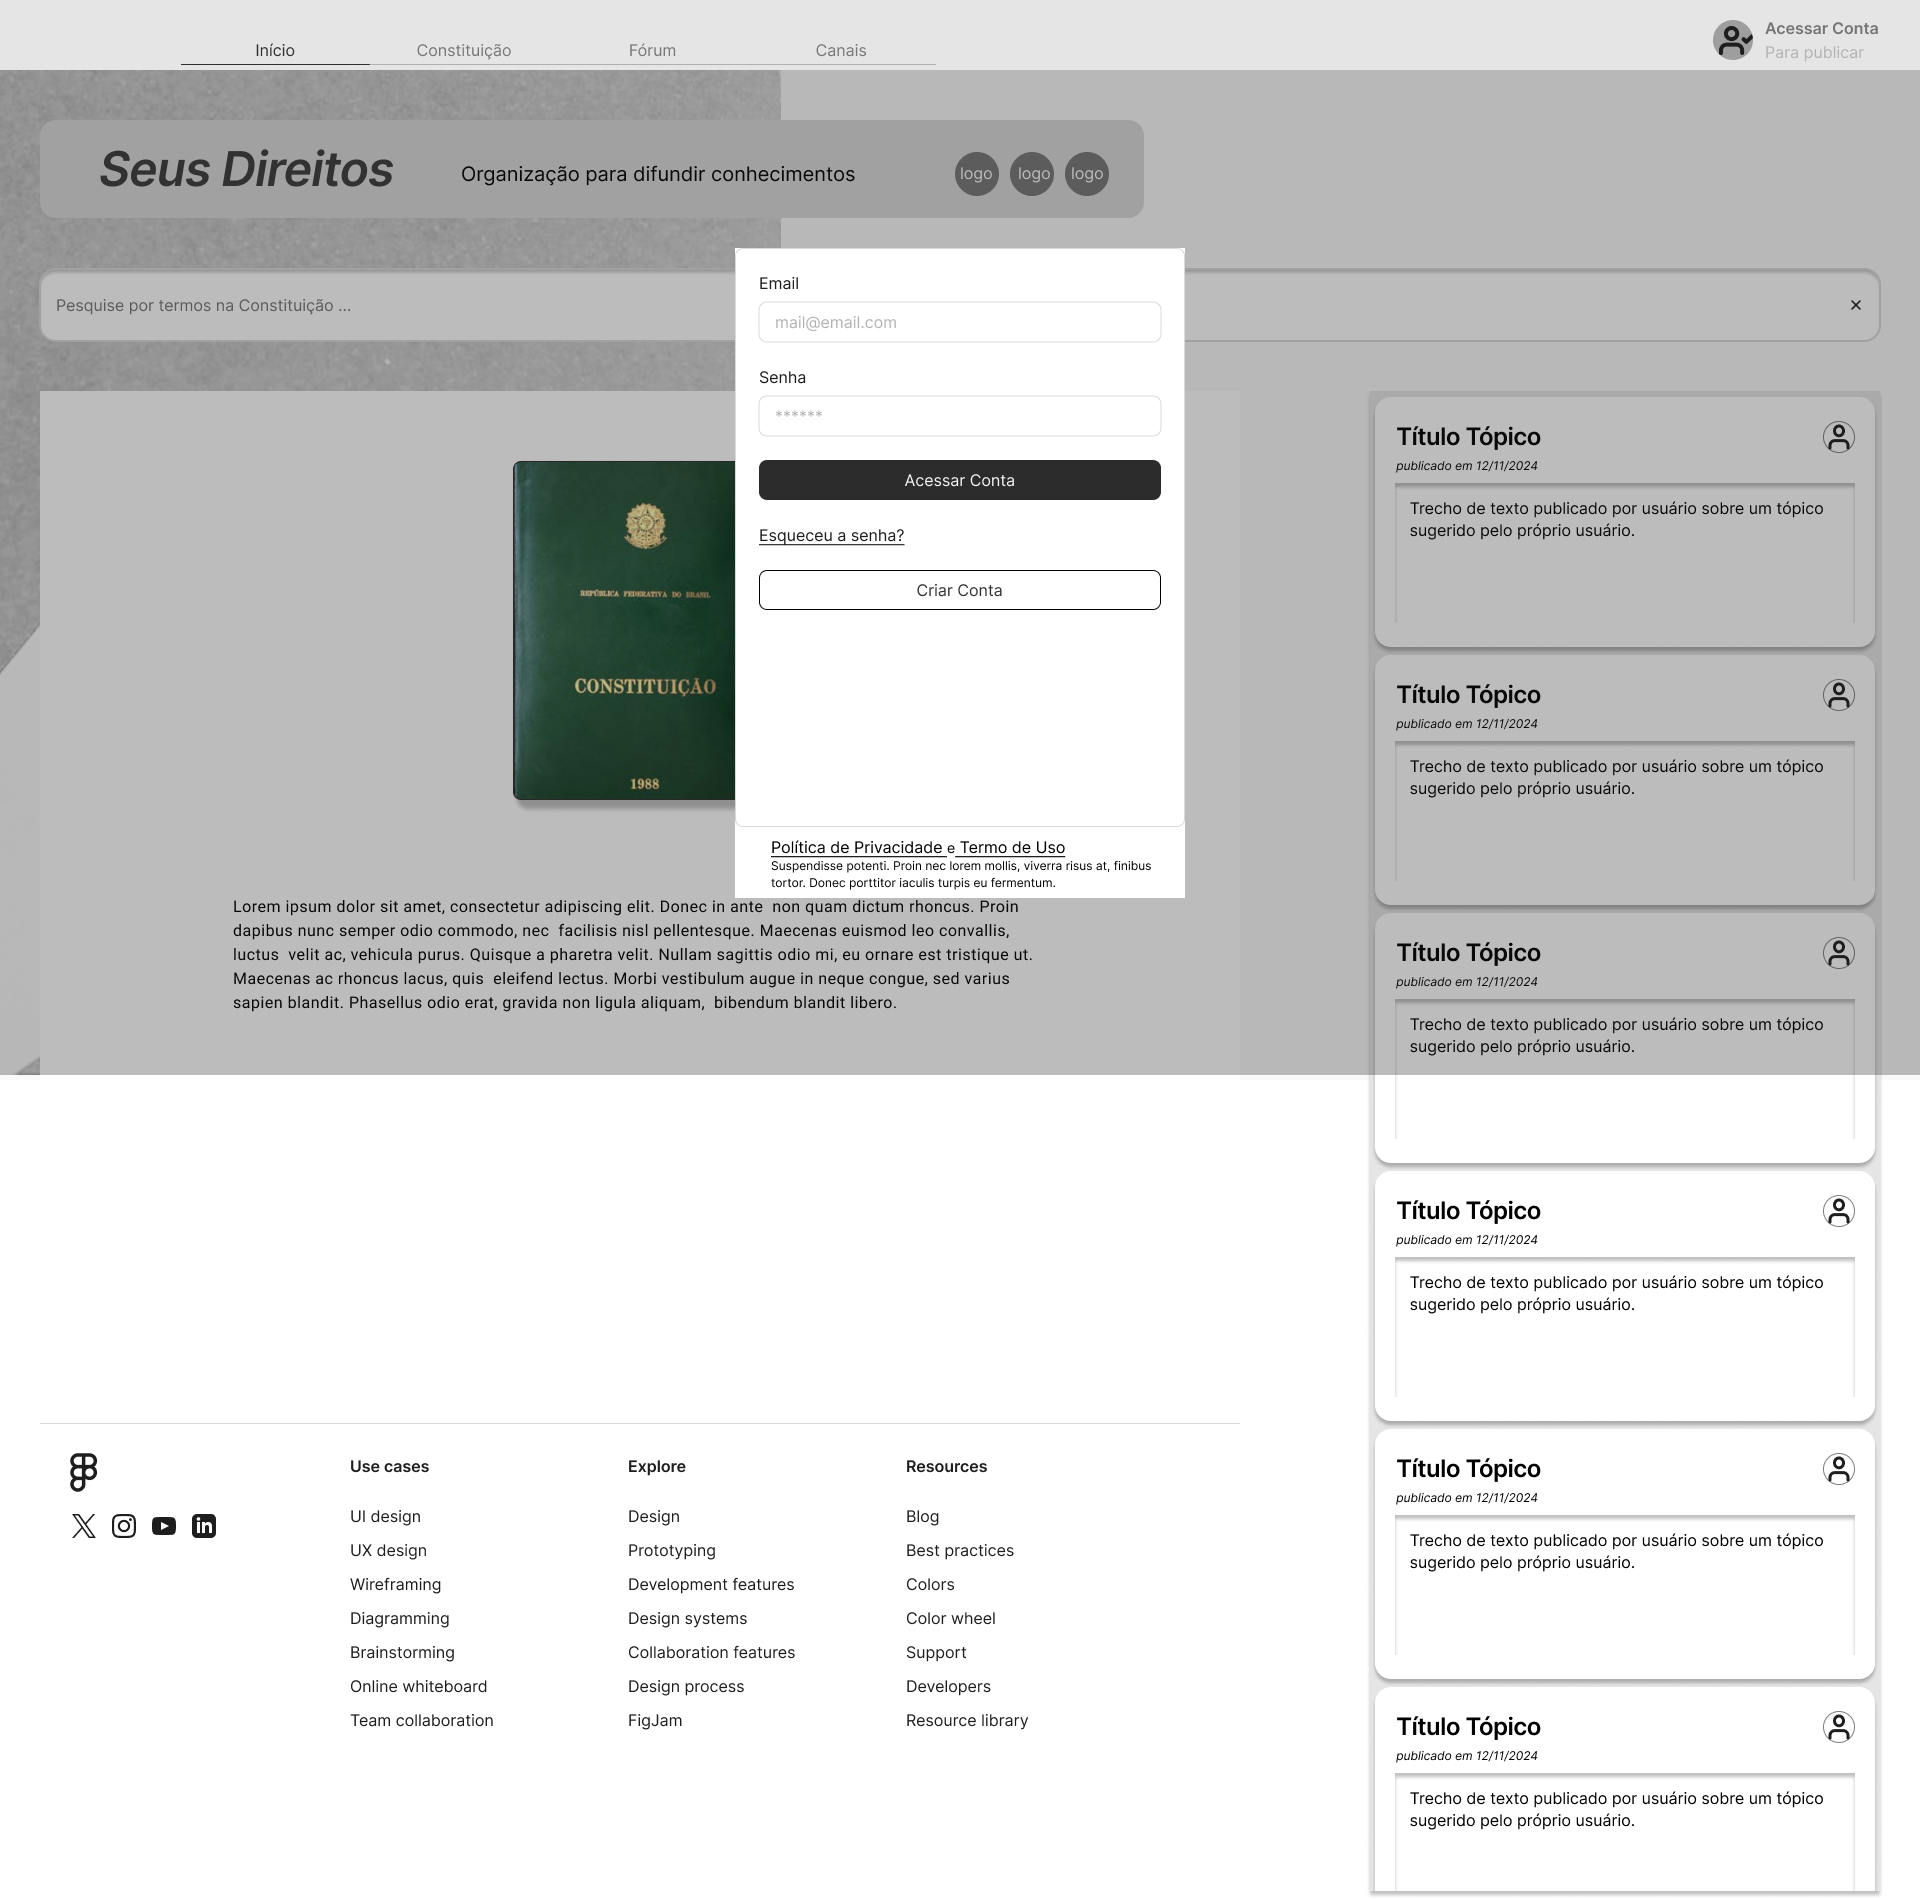 Início
Constituição
Fórum
Canais
Acessar Conta
Para publicar
Seus Direitos
Organização para difundir conhecimentos
logo
logo
logo
Pesquise por termos na Constituição ...
×
Email
mail@email.com
Senha
******
Acessar Conta
Esqueceu a senha?
Criar Conta
Política de Privacidade e Termo de Uso
Suspendisse potenti. Proin nec lorem mollis, viverra risus at, finibus
tortor. Donec porttitor iaculis turpis eu fermentum.
REPÚBLICA FEDERATIVA DO BRASIL
CONSTITUIÇÃO
1988
Lorem ipsum dolor sit amet, consectetur adipiscing elit. Donec in ante non quam dictum rhoncus. Proin
dapibus nunc semper odio commodo, nec facilisis nisl pellentesque. Maecenas euismod leo convallis,
luctus velit ac, vehicula purus. Quisque a pharetra velit. Nullam sagittis odio mi, eu ornare est tristique ut.
Maecenas ac rhoncus lacus, quis eleifend lectus. Morbi vestibulum augue in neque congue, sed varius
sapien blandit. Phasellus odio erat, gravida non ligula aliquam, bibendum blandit libero.
Título Tópico
publicado em 12/11/2024
Trecho de texto publicado por usuário sobre um tópico
sugerido pelo próprio usuário.
Título Tópico
publicado em 12/11/2024
Trecho de texto publicado por usuário sobre um tópico
sugerido pelo próprio usuário.
Título Tópico
publicado em 12/11/2024
Trecho de texto publicado por usuário sobre um tópico
sugerido pelo próprio usuário.
Título Tópico
publicado em 12/11/2024
Trecho de texto publicado por usuário sobre um tópico
sugerido pelo próprio usuário.
Título Tópico
publicado em 12/11/2024
Trecho de texto publicado por usuário sobre um tópico
sugerido pelo próprio usuário.
Título Tópico
publicado em 12/11/2024
Trecho de texto publicado por usuário sobre um tópico
sugerido pelo próprio usuário.
Use cases
UI design
UX design
Wireframing
Diagramming
Brainstorming
Online whiteboard
Team collaboration
Explore
Design
Prototyping
Development features
Design systems
Collaboration features
Design process
FigJam
Resources
Blog
Best practices
Colors
Color wheel
Support
Developers
Resource library